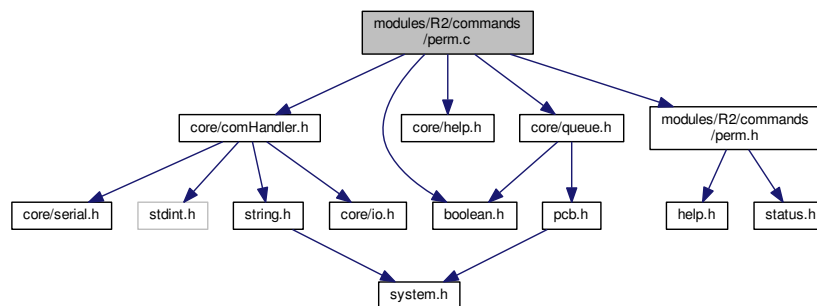 modules/R2/commands
/perm.c
core/comHandler.h
core/help.h
core/queue.h
modules/R2/commands
/perm.h
core/serial.h
stdint.h
string.h
core/io.h
boolean.h
pcb.h
help.h
status.h
system.h